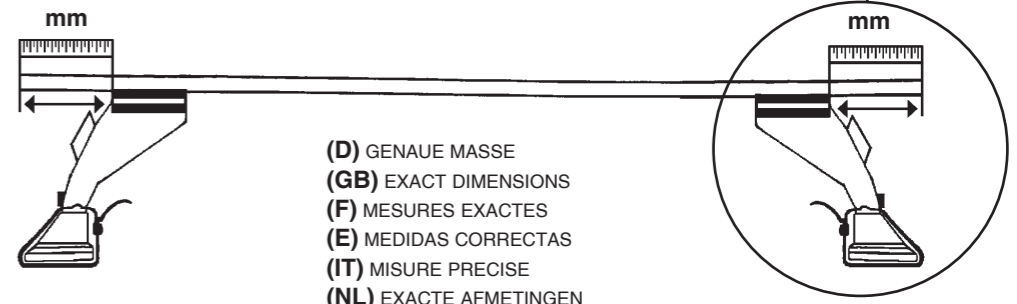 mm
mm
(D) GENAUE MASSE
(GB) EXACT DIMENSIONS
(F) MESURES EXACTES
(E) MEDIDAS CORRECTAS
(IT) MISURE PRECISE
(NL) EXACTE AFMETINGEN